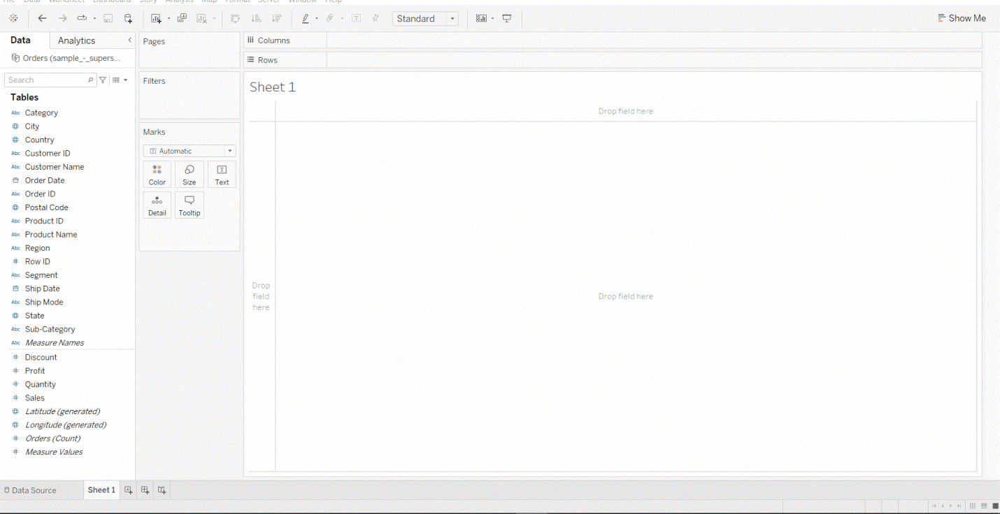 File Data Worksheet Dashboard Story Analysis Map Format Server Window Help
Standard
Show Me
Data Analytics
Orders (sample_-_supers...
Search
Tables
Abc Category
City
Country
Abc Customer ID
Abc Customer Name
Order Date
Abc Order ID
Postal Code
Abc Product ID
Abc Product Name
Abc Region
# Row ID
Abc Segment
Ship Date
Abc Ship Mode
State
Abc Sub-Category
Abc Measure Names
# Discount
# Profit
# Quantity
# Sales
Latitude (generated)
Longitude (generated)
# Orders (Count)
# Measure Values
Pages
Filters
Marks
T Automatic
Color
Size
T
Text
Detail
Tooltip
Columns
Rows
Sheet 1
Drop field here
Drop
field
here
Drop field here
Data Source
Sheet 1